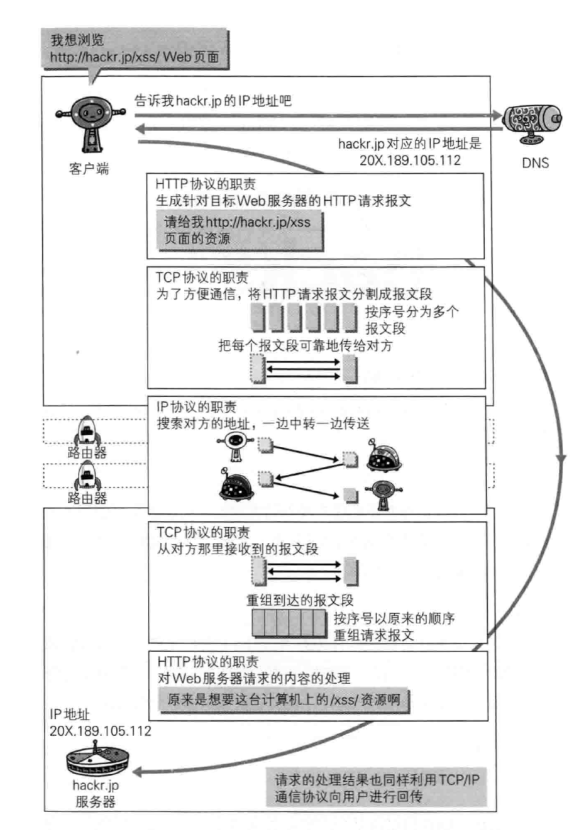 我想浏览
http://hackr.jp/xss/ Web页面
告诉我hackr.jp的IP地址吧
hackr.jp对应的IP地址是
20X.189.105.112
客户端
DNS
HTTP协议的职责
生成针对目标Web服务器的HTTP请求报文
请给我http://hackr.jp/xss
页面的资源
TCP协议的职责
为了方便通信，将HTTP请求报文分割成报文段
按序号分为多个
报文段
把每个报文段可靠地传给对方
IP协议的职责
搜索对方的地址，一边中转一边传送
路由器
路由器
TCP协议的职责
从对方那里接收到的报文段
重组到达的报文段
按序号以原来的顺序
重组请求报文
HTTP协议的职责
对Web服务器请求的内容的处理
原来是想要这台计算机上的/xss/资源啊
IP地址
20X.189.105.112
hackr.jp
服务器
请求的处理结果也同样利用TCP/IP
通信协议向用户进行回传